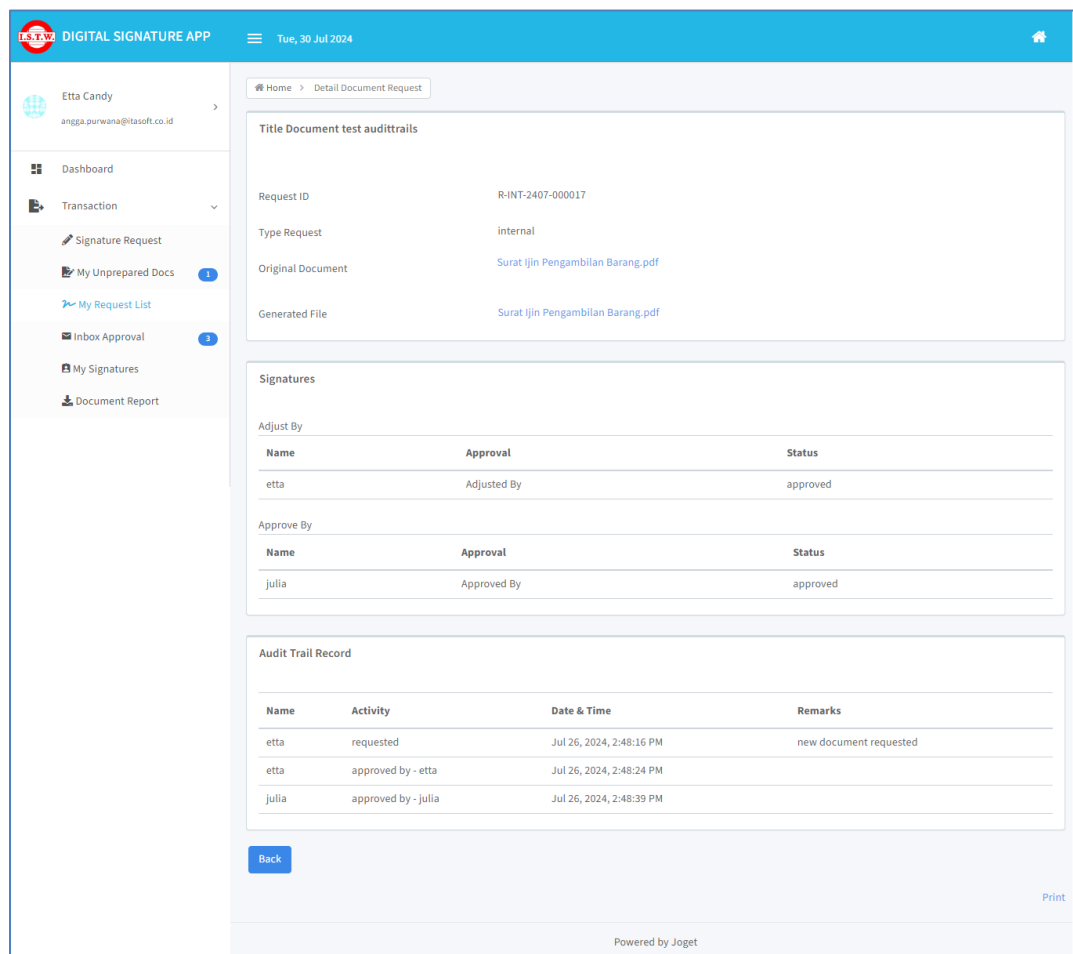 I.S.T.W. DIGITAL SIGNATURE APP
Tue, 30 Jul 2024
Etta Candy
angga.purwana@itasoft.co.id
Dashboard
Transaction
Signature Request
My Unprepared Docs 1
My Request List
Inbox Approval 3
My Signatures
Document Report
Home > Detail Document Request
Title Document test audittrails
Request ID R-INT-2407-000017
Type Request internal
Original Document Surat Ijin Pengambilan Barang.pdf
Generated File Surat Ijin Pengambilan Barang.pdf
Signatures
Adjust By
Name Approval Status
etta Adjusted By approved
Approve By
Name Approval Status
julia Approved By approved
Audit Trail Record
Name Activity Date & Time Remarks
etta requested Jul 26, 2024, 2:48:16 PM new document requested
etta approved by - etta Jul 26, 2024, 2:48:24 PM
julia approved by - julia Jul 26, 2024, 2:48:39 PM
Back
Print
Powered by Joget